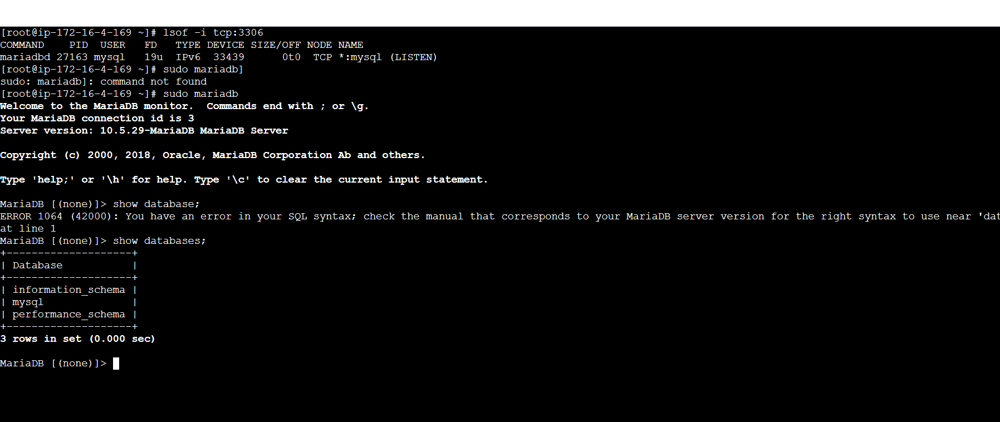 [root@ip-172-16-4-169 ~]# lsof -i tcp:3306
COMMAND    PID  USER   FD   TYPE DEVICE SIZE/OFF NODE NAME
mariadbd 27163 mysql   19u  IPv6  33439      0t0  TCP *:mysql (LISTEN)
[root@ip-172-16-4-169 ~]# sudo mariadb]
sudo: mariadb]: command not found
[root@ip-172-16-4-169 ~]# sudo mariadb
Welcome to the MariaDB monitor.  Commands end with ; or \g.
Your MariaDB connection id is 3
Server version: 10.5.29-MariaDB MariaDB Server

Copyright (c) 2000, 2018, Oracle, MariaDB Corporation Ab and others.

Type 'help;' or '\h' for help. Type '\c' to clear the current input statement.

MariaDB [(none)]> show database;
ERROR 1064 (42000): You have an error in your SQL syntax; check the manual that corresponds to your MariaDB server version for the right syntax to use near 'dat
at line 1
MariaDB [(none)]> show databases;
+--------------------+
| Database           |
+--------------------+
| information_schema |
| mysql              |
| performance_schema |
+--------------------+
3 rows in set (0.000 sec)

MariaDB [(none)]>